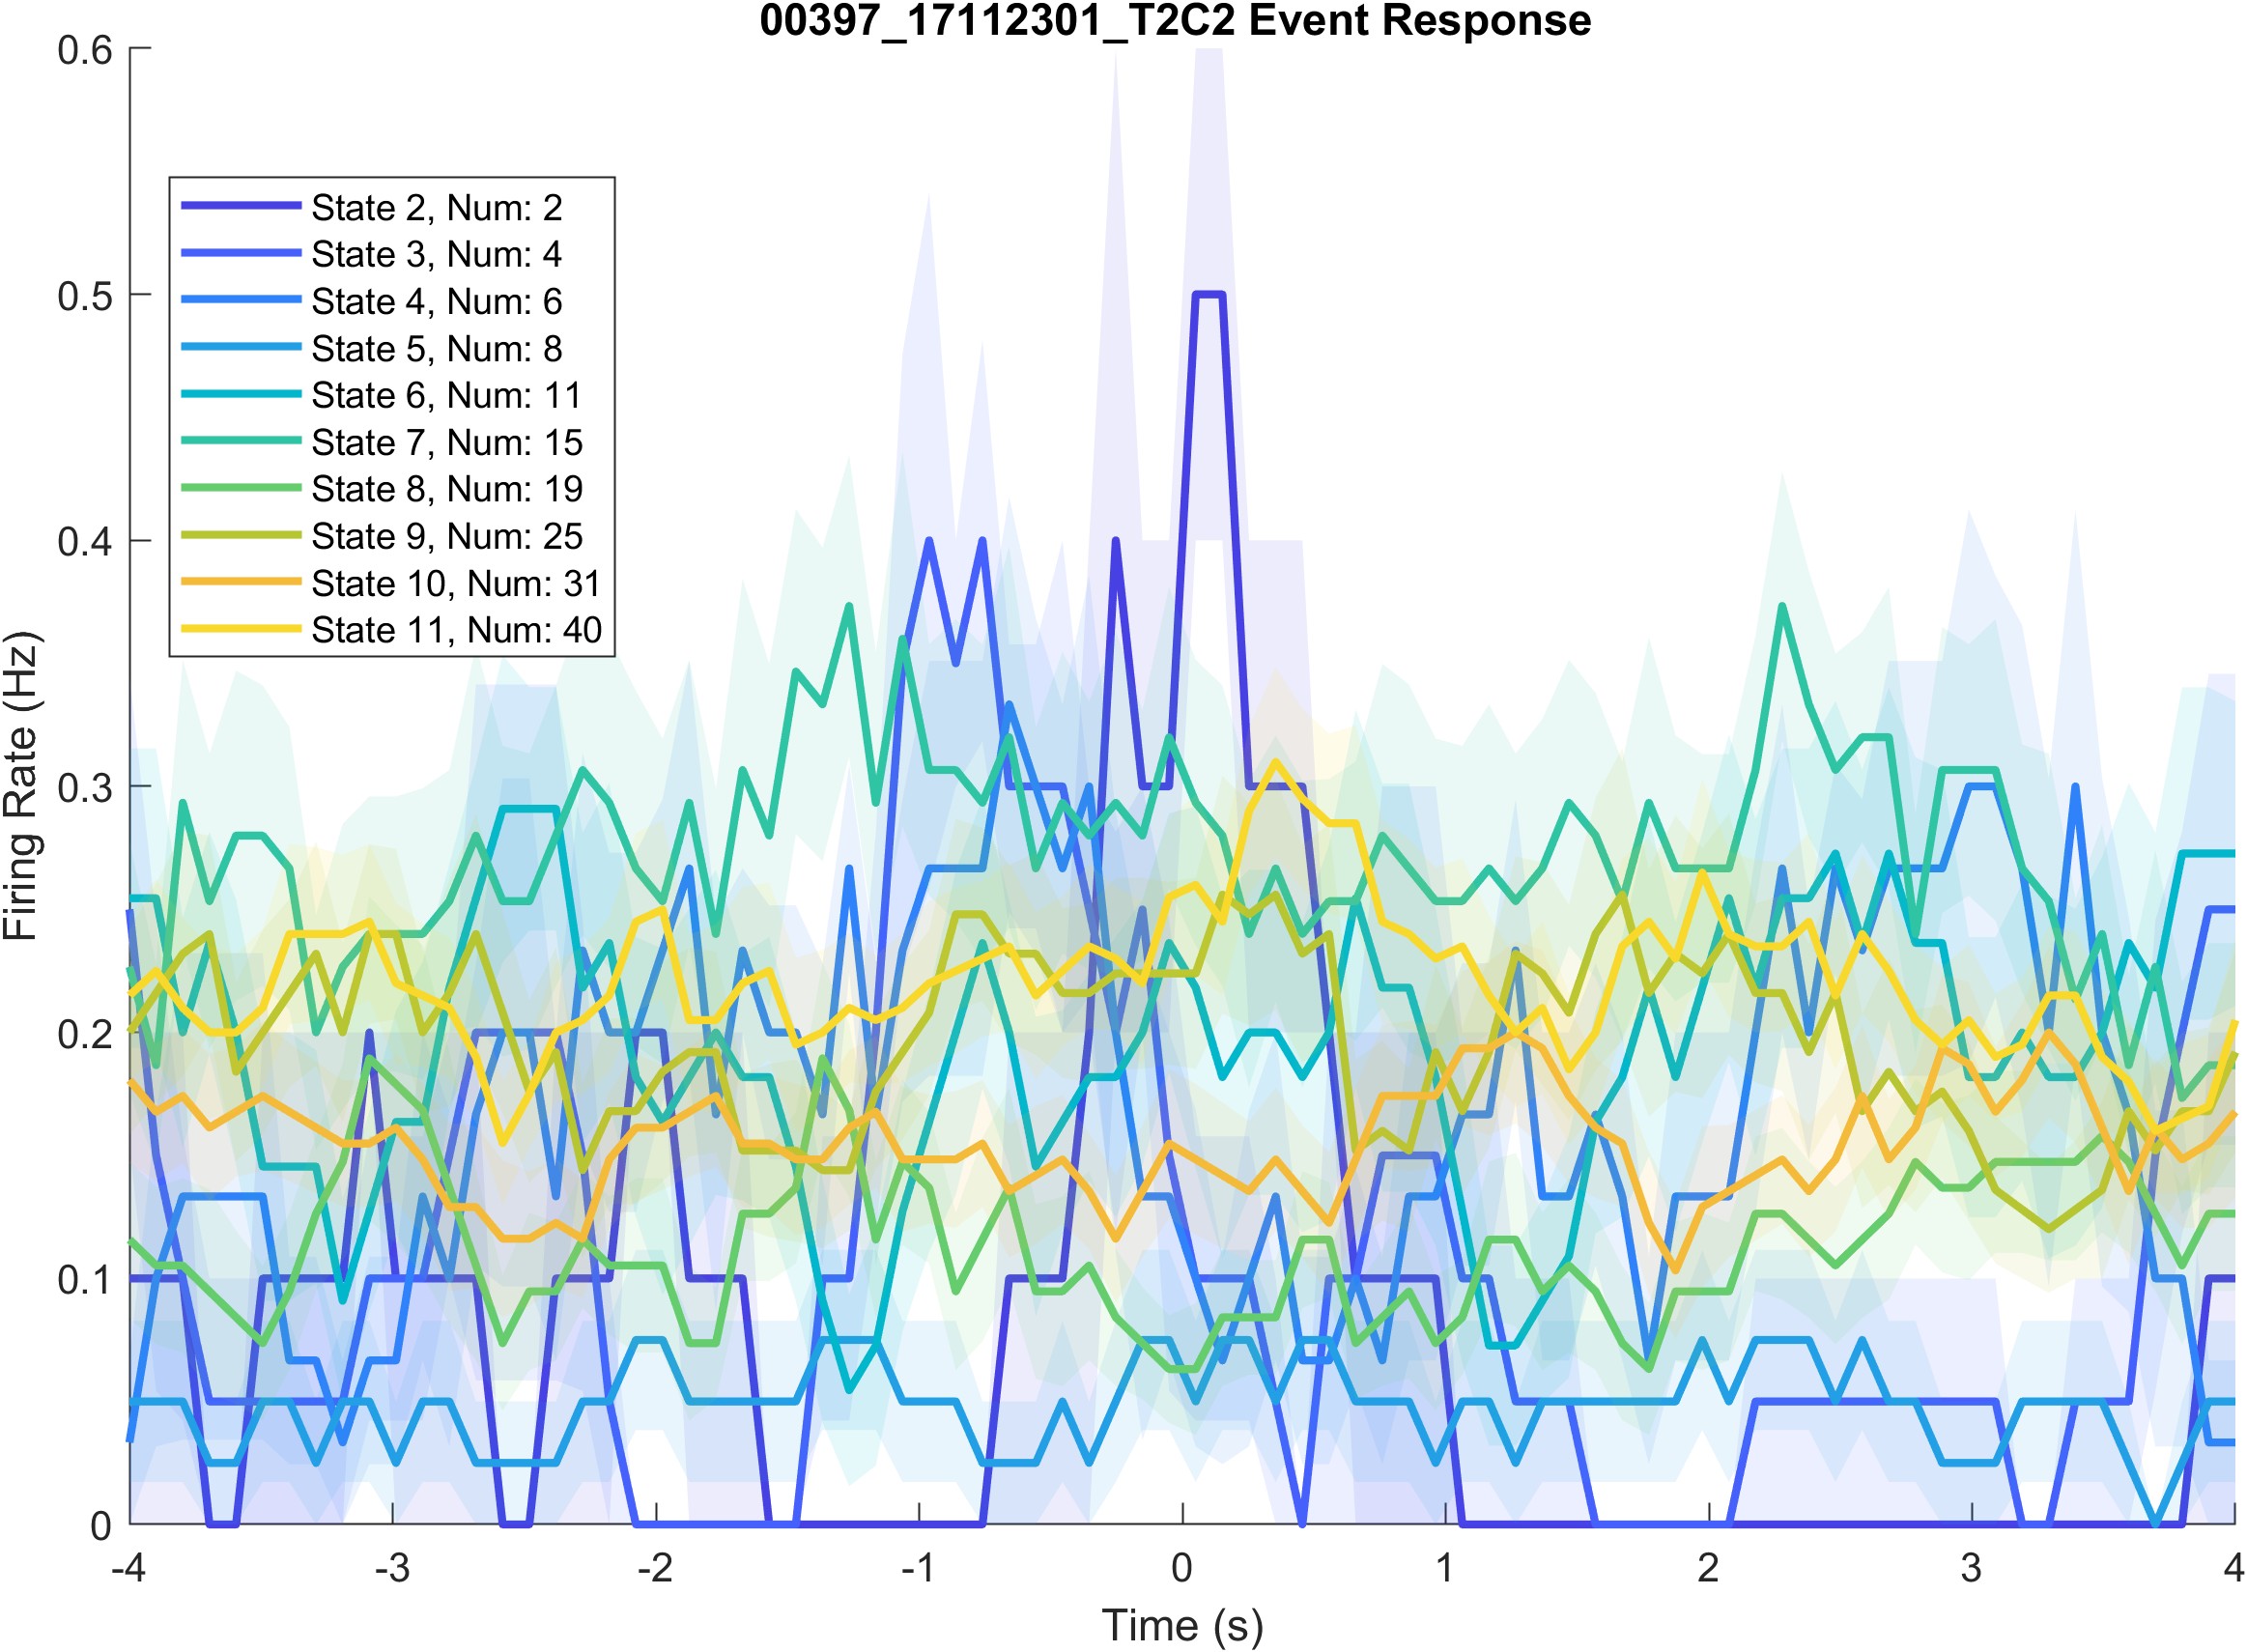 00397_17112301_T2C2 Event Response
0.6
0.5
0.4
0.3
0.2
0.1
0
Firing Rate (Hz)
State 2, Num: 2
State 3, Num: 4
State 4, Num: 6
State 5, Num: 8
State 6, Num: 11
State 7, Num: 15
State 8, Num: 19
State 9, Num: 25
State 10, Num: 31
State 11, Num: 40
-4 -3 -2 -1 0 1 2 3 4
Time (s)